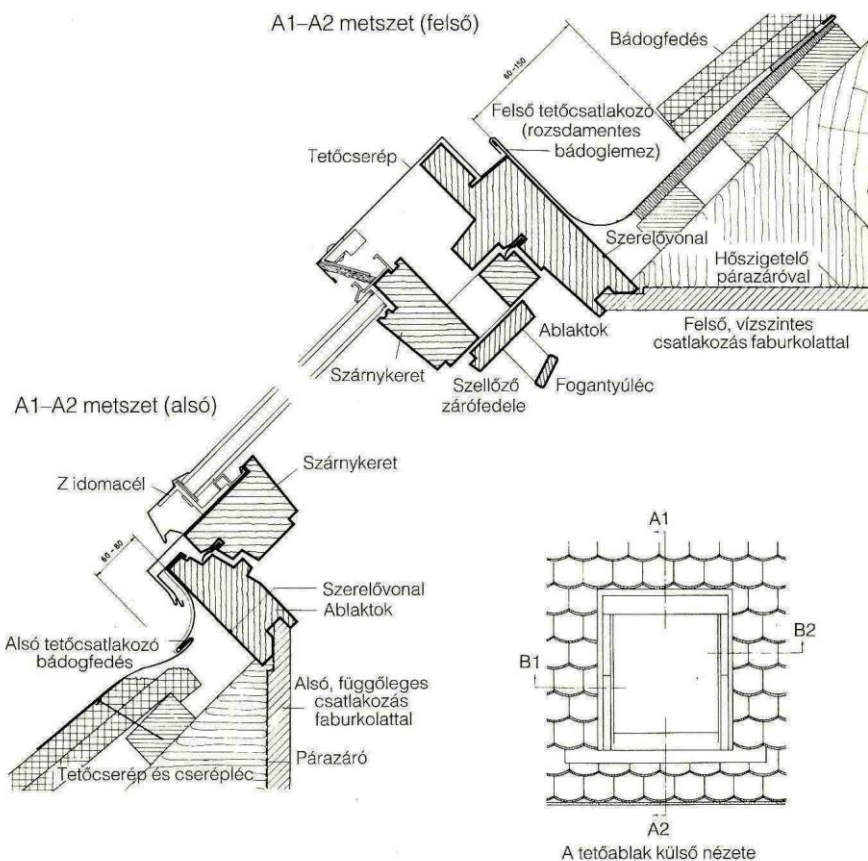 A1–A2 metszet (felső)
Bádogfedés
60–150
Felső tetőcsatlakozó
(rozsdamentes
bádoglemez)
Tetőcserép
Szerelővonal
Hőszigetelő
párazáróval
Ablaktok
Felső, vízszintes
csatlakozás faburkolattal
Szárnykeret
Szellőző
zárófedele
Fogantyúléc
A1–A2 metszet (alsó)
Szárnykeret
Z idomacél
60–80
Szerelővonal
Ablaktok
Alsó tetőcsatlakozó
bádogfedés
Alsó, függőleges
csatlakozás
faburkolattal
Párazáró
Tetőcserép és cserépléc
A1
B2
B1
A2
A tetőablak külső nézete